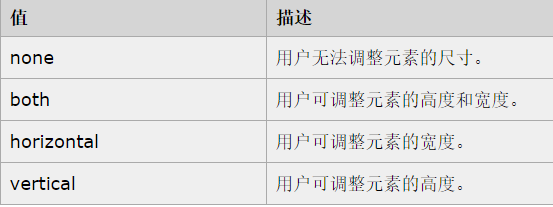 值 描述
none 用户无法调整元素的尺寸。
both 用户可调整元素的高度和宽度。
horizontal 用户可调整元素的宽度。
vertical 用户可调整元素的高度。